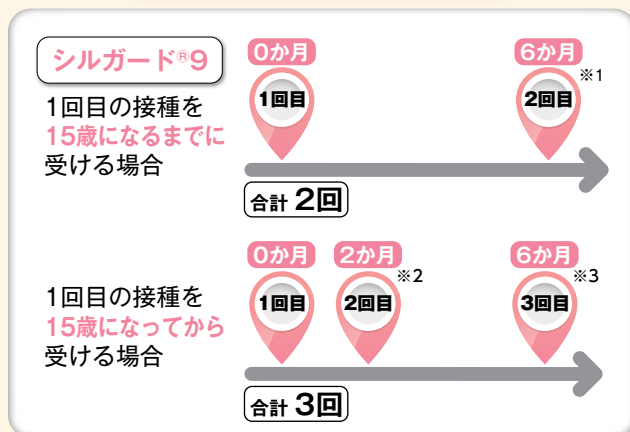 シルガード®9
1回目の接種を
15歳になるまでに
受ける場合
0か月
6か月
1回目
2回目
※1
合計 2回
1回目の接種を
15歳になってから
受ける場合
0か月
2か月
6か月
1回目
2回目
※2
3回目
※3
合計 3回